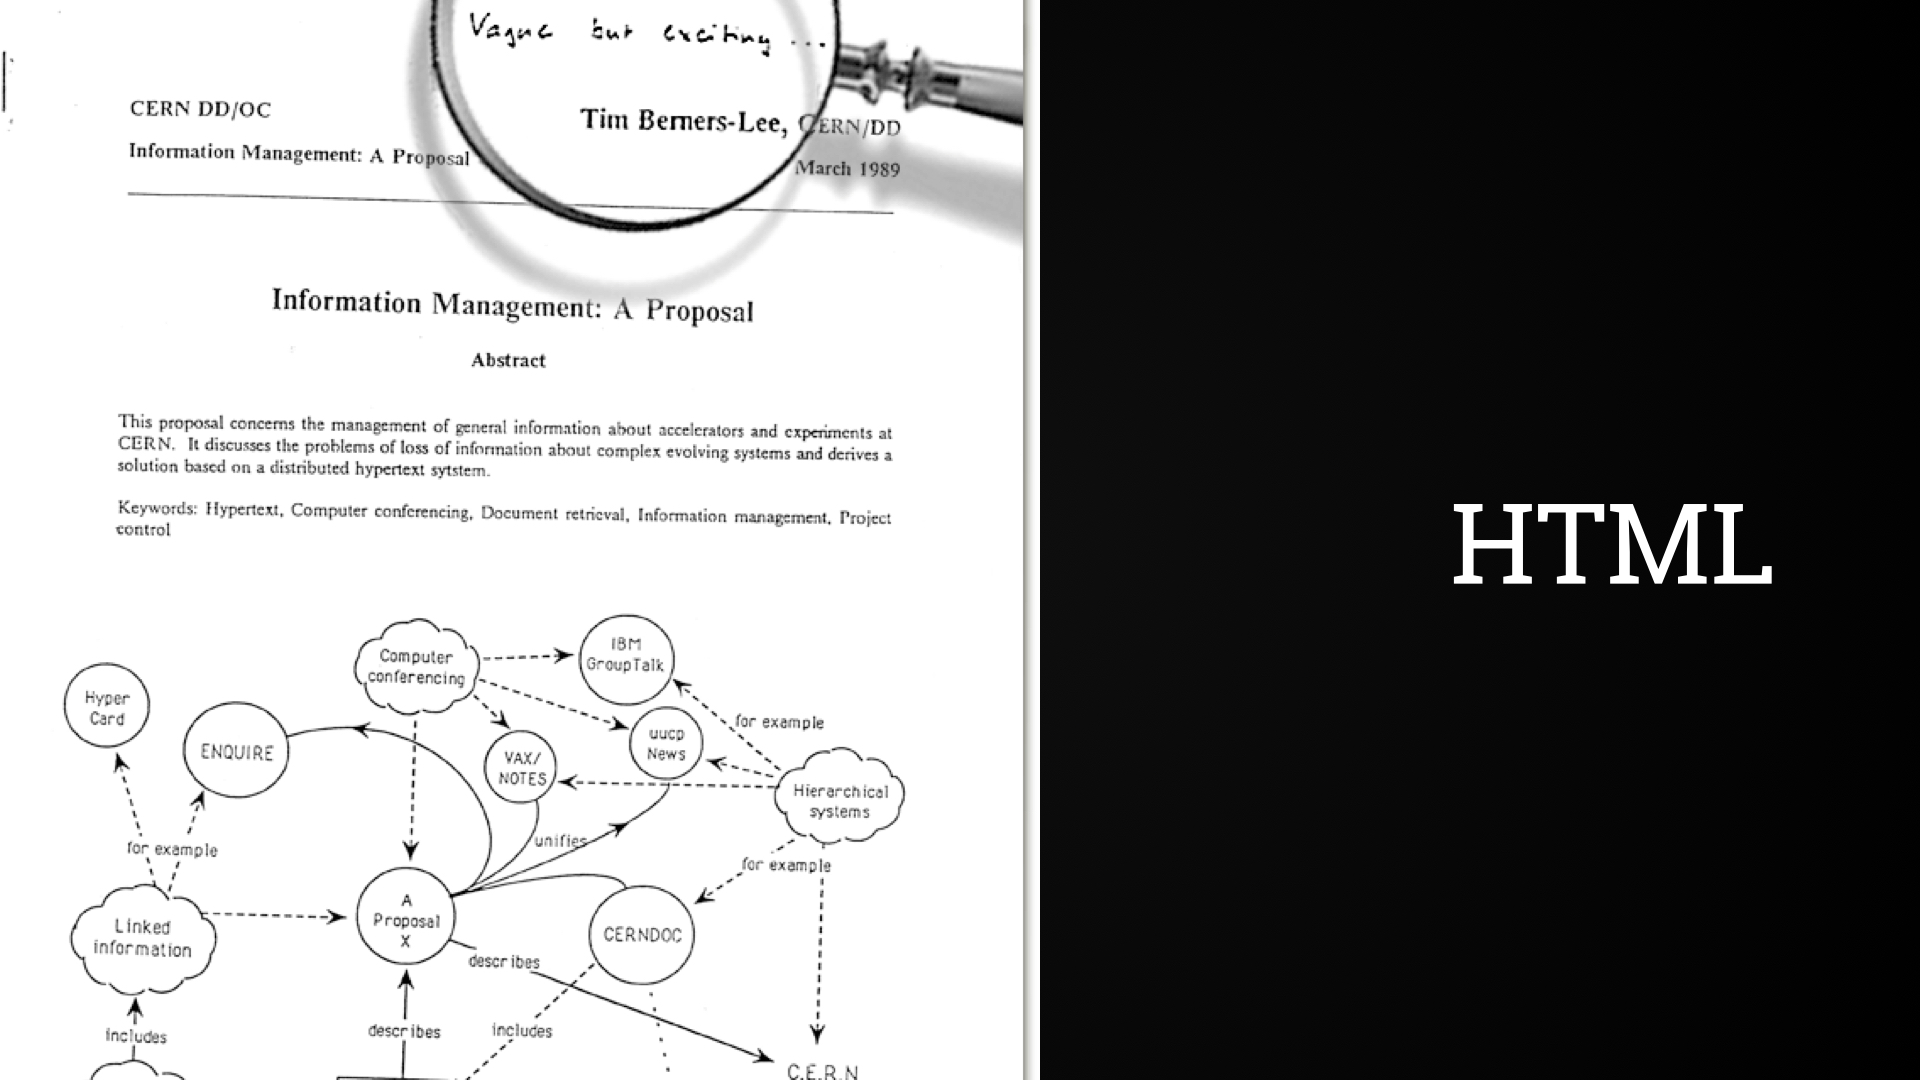 Vague but exciting ...
CERN DD/OC
Tim Berners-Lee, CERN/DD
Information Management: A Proposal
March 1989
Information Management: A Proposal
Abstract
This proposal concerns the management of general information about accelerators and experiments at
CERN. It discusses the problems of loss of information about complex evolving systems and derives a
solution based on a distributed hypertext sytstem.
Keywords: Hypertext, Computer conferencing, Document retrieval, Information management, Project
control
HTML
Computer
conferencing
IBM
GroupTalk
Hyper
Card
ENQUIRE
VAX/
NOTES
uucp
News
for example
Hierarchical
systems
for example
unifies
for example
Linked
information
A
Proposal
X
CERNDOC
describes
includes
describes
includes
C.E.R.N